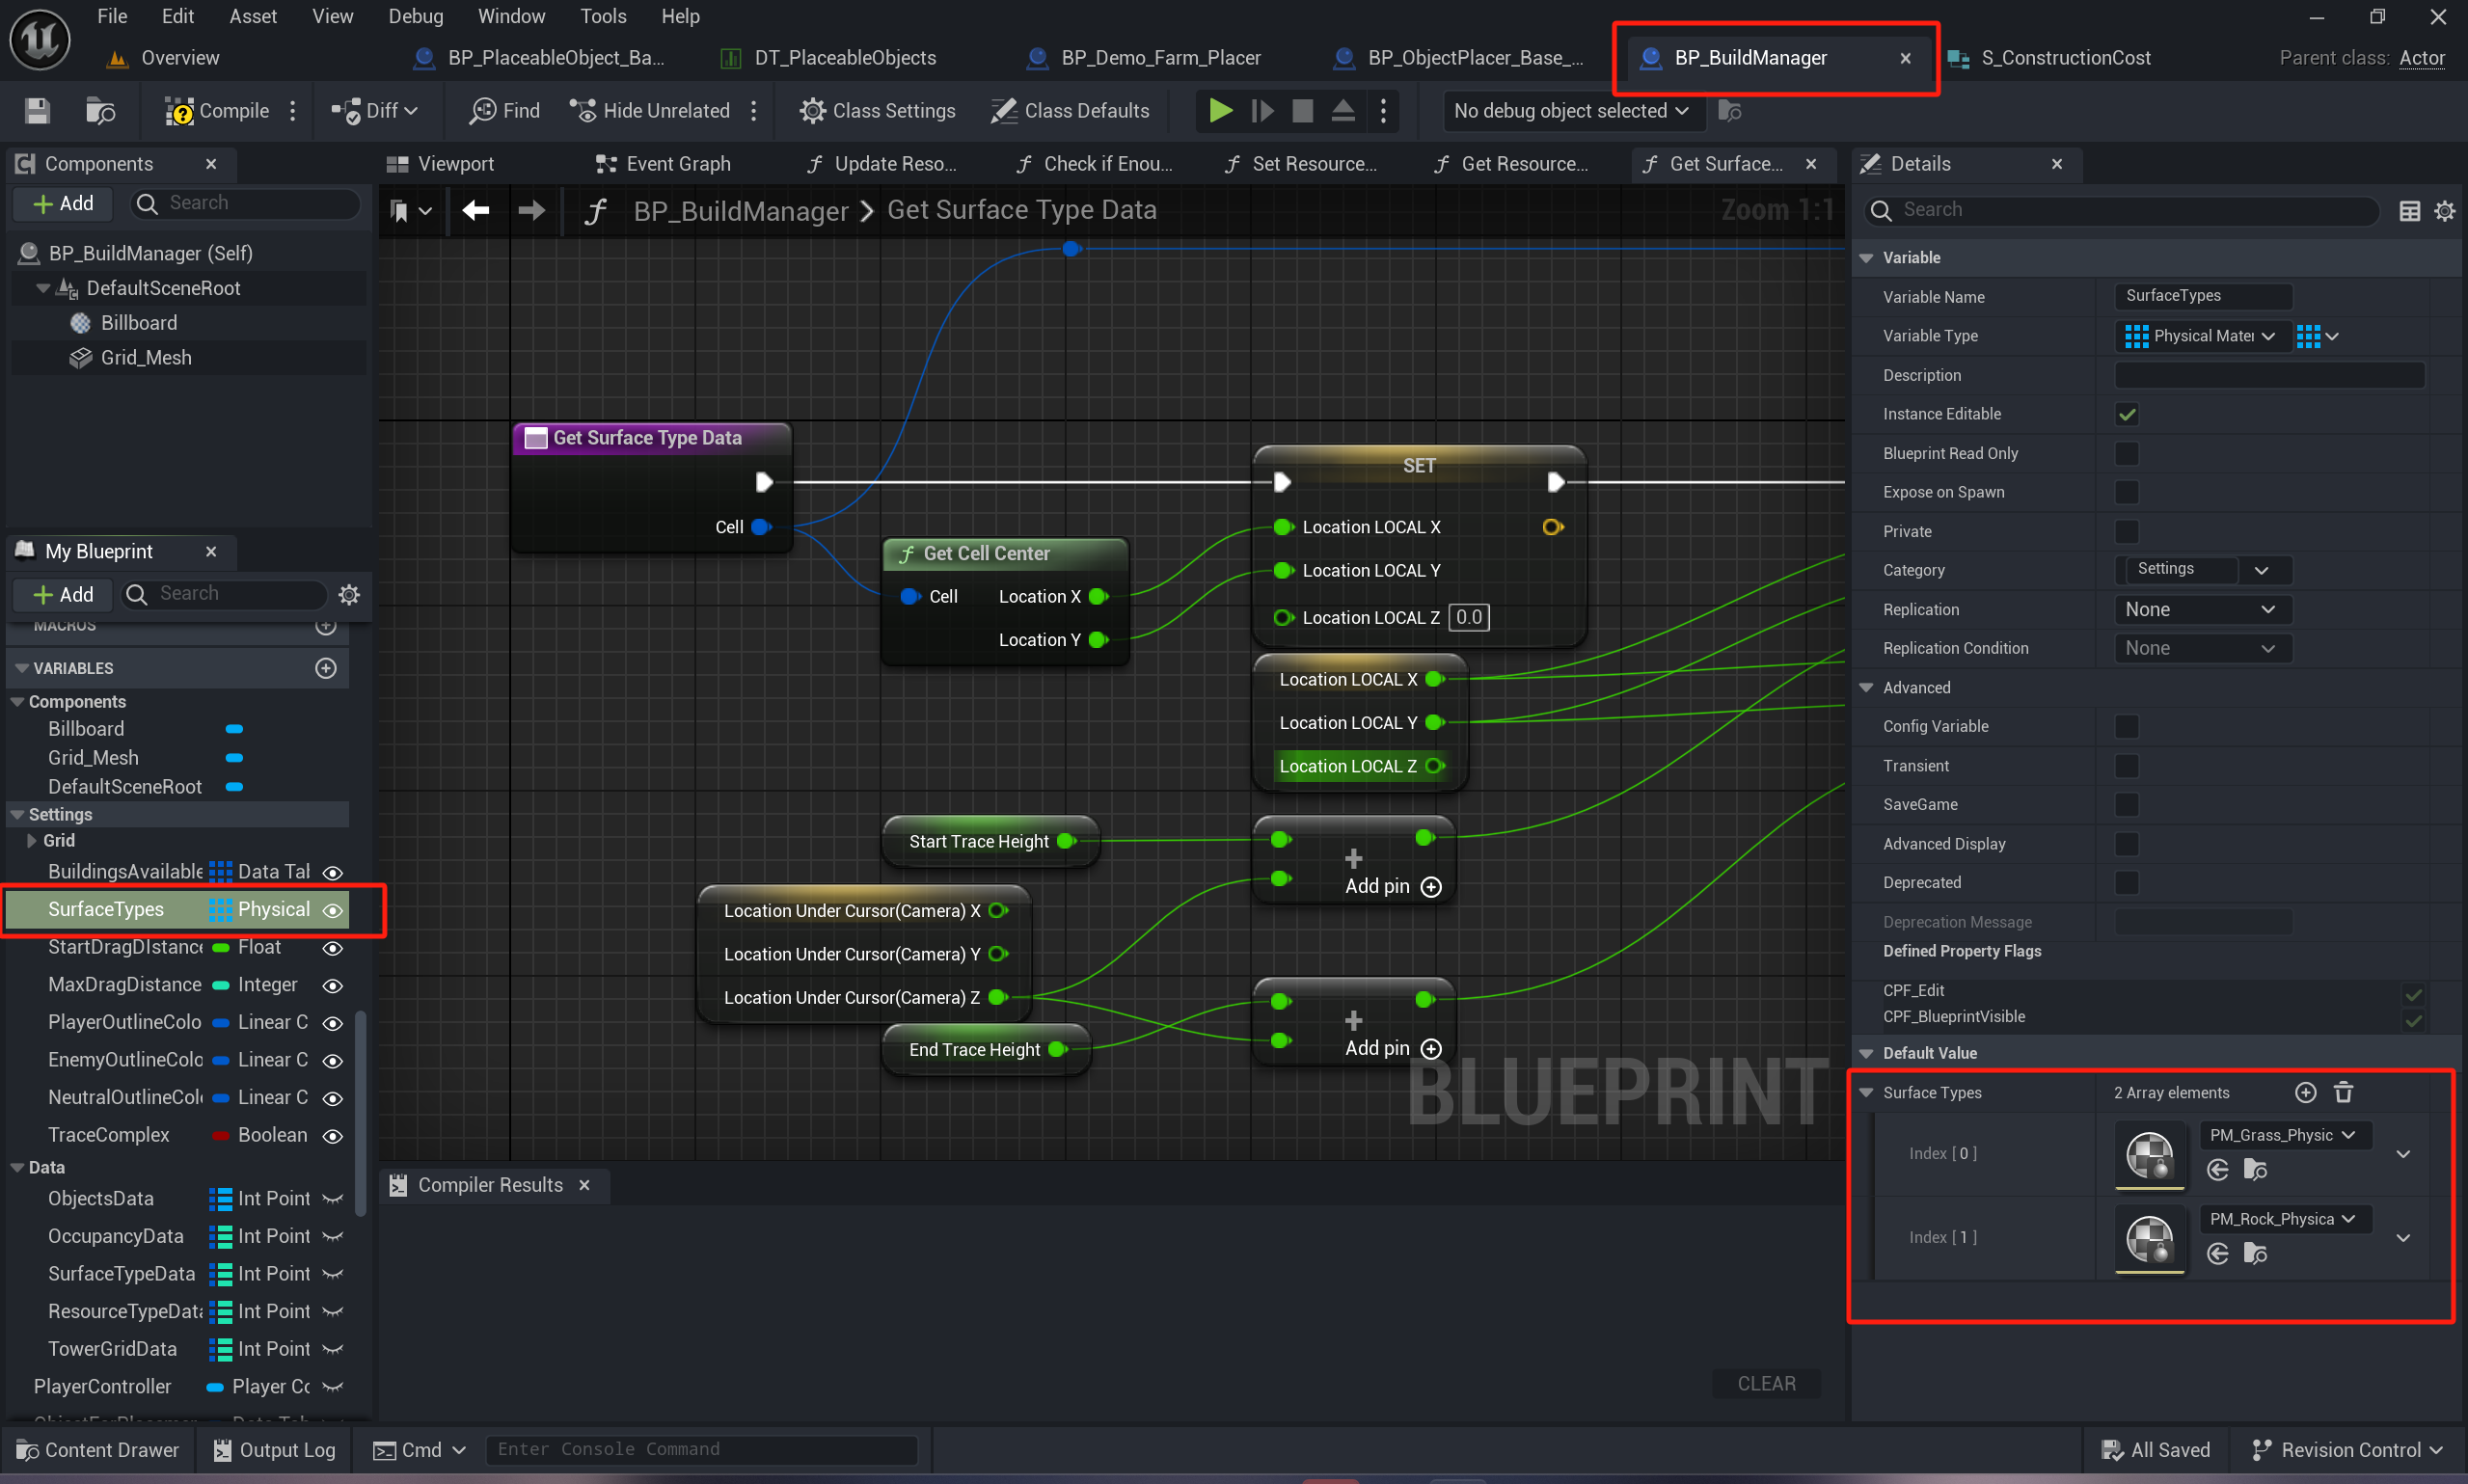 File Edit Asset View Debug Window Tools Help
Overview BP_PlaceableObject_Ba... DT_PlaceableObjects BP_Demo_Farm_Placer BP_ObjectPlacer_Base_... BP_BuildManager S_ConstructionCost Parent class: Actor
Compile Diff Find Hide Unrelated Class Settings Class Defaults No debug object selected
Components
Add Search
BP_BuildManager (Self)
DefaultSceneRoot
Billboard
Grid_Mesh
My Blueprint
Add Search
MACROS
VARIABLES
Components
Billboard
Grid_Mesh
DefaultSceneRoot
Settings
Grid
BuildingsAvailable Data Tal
SurfaceTypes Physical
StartDragDIstance Float
MaxDragDistance Integer
PlayerOutlineColo Linear C
EnemyOutlineColo Linear C
NeutralOutlineColo Linear C
TraceComplex Boolean
Data
ObjectsData Int Point
OccupancyData Int Point
SurfaceTypeData Int Point
ResourceTypeData Int Point
TowerGridData Int Point
PlayerController Player Cc
Viewport Event Graph Update Reso... Check if Enou... Set Resource... Get Resource... Get Surface...
BP_BuildManager > Get Surface Type Data Zoom 1:1
Get Surface Type Data
Cell
Get Cell Center
Cell Location X
Location Y
SET
Location LOCAL X
Location LOCAL Y
Location LOCAL Z 0.0
Location LOCAL X
Location LOCAL Y
Location LOCAL Z
Start Trace Height
Add pin
Location Under Cursor(Camera) X
Location Under Cursor(Camera) Y
Location Under Cursor(Camera) Z
End Trace Height
Add pin
BLUEPRINT
Compiler Results
CLEAR
Details
Search
Variable
Variable Name SurfaceTypes
Variable Type Physical Mater
Description
Instance Editable
Blueprint Read Only
Expose on Spawn
Private
Category Settings
Replication None
Replication Condition None
Advanced
Config Variable
Transient
SaveGame
Advanced Display
Deprecated
Deprecation Message
Defined Property Flags
CPF_Edit
CPF_BlueprintVisible
Default Value
Surface Types 2 Array elements
Index [ 0 ] PM_Grass_Physic
Index [ 1 ] PM_Rock_Physica
Content Drawer Output Log Cmd Enter Console Command All Saved Revision Control